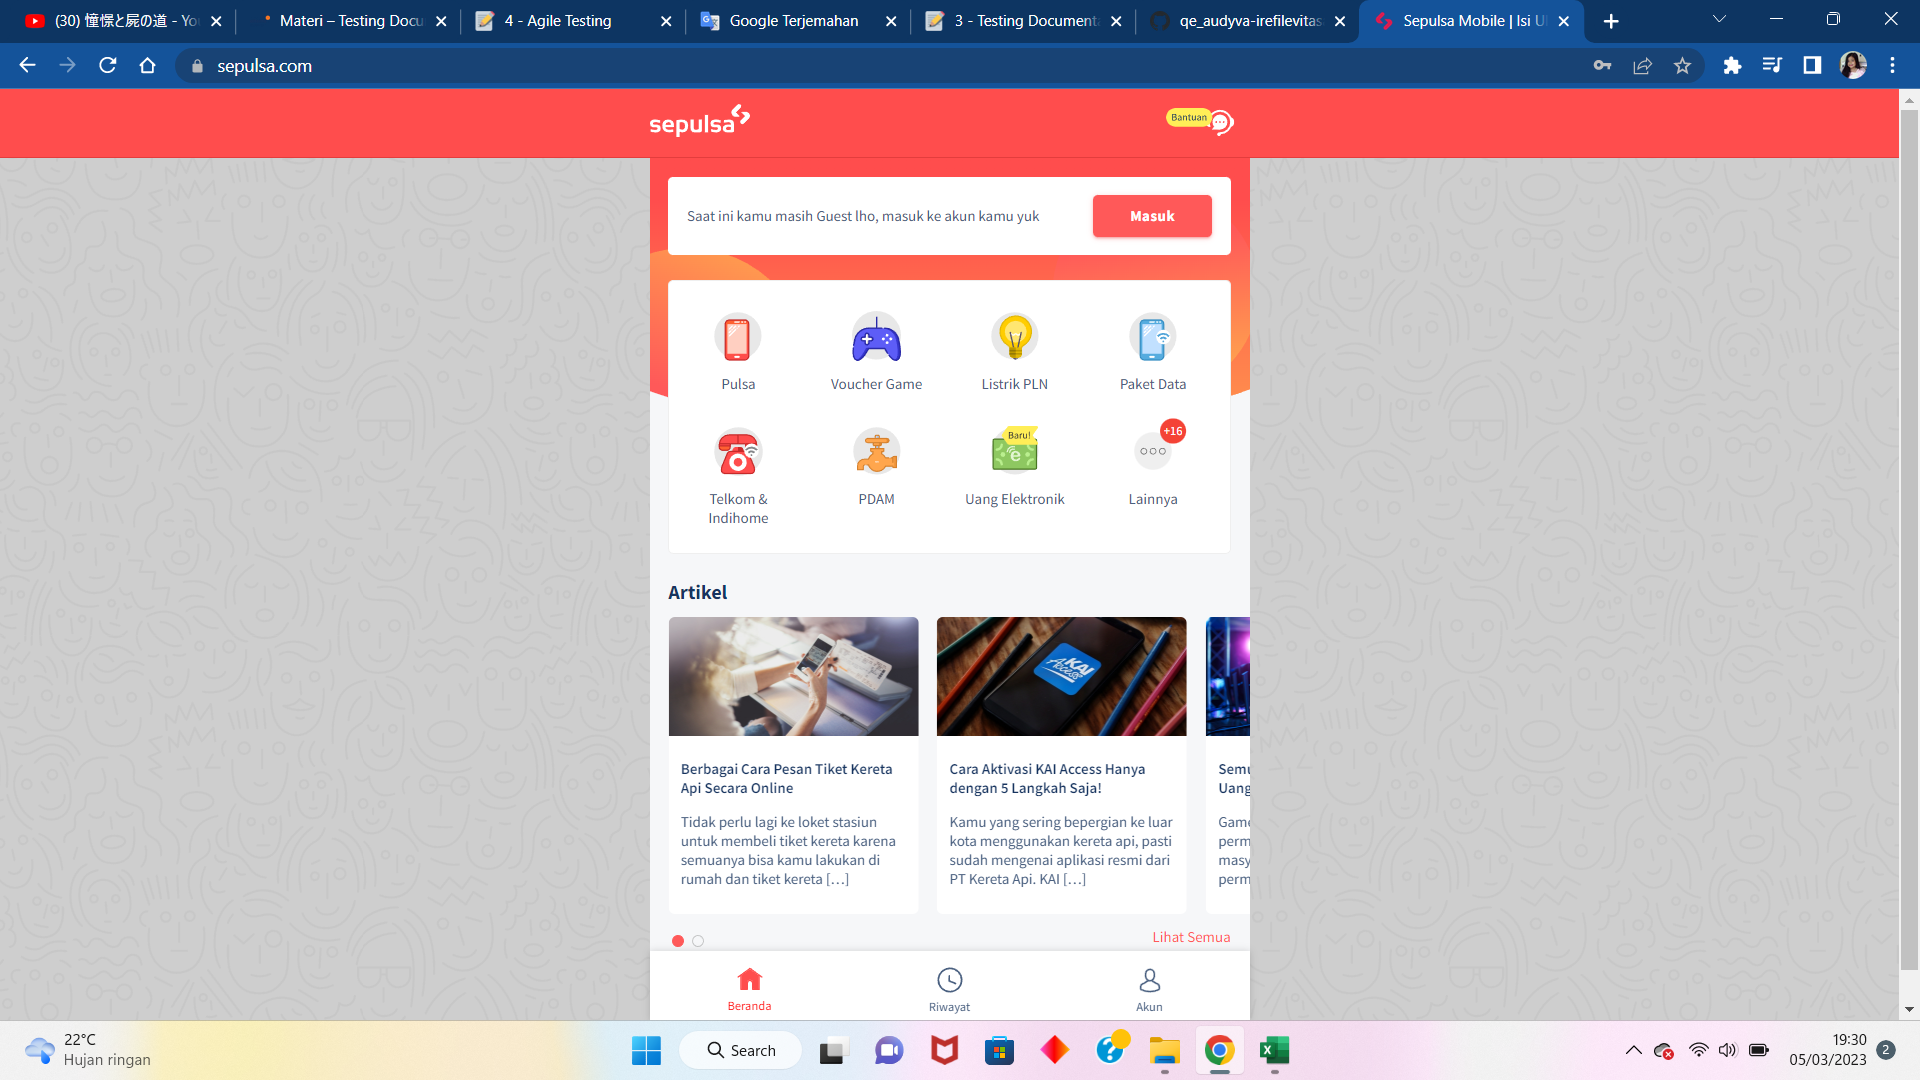 (30) 憧憬と屍の道 - Yo
Materi – Testing Docu
4 - Agile Testing
Google Terjemahan
3 - Testing Documenta
qe_audyva-irefilevitas
Sepulsa Mobile | Isi Ul
sepulsa.com
sepulsa
Bantuan
Saat ini kamu masih Guest lho, masuk ke akun kamu yuk
Masuk
Pulsa
Voucher Game
Listrik PLN
Paket Data
Baru!
+16
Telkom &
Indihome
PDAM
Uang Elektronik
Lainnya
Artikel
KAI
Access
Berbagai Cara Pesan Tiket Kereta
Api Secara Online
Tidak perlu lagi ke loket stasiun
untuk membeli tiket kereta karena
semuanya bisa kamu lakukan di
rumah dan tiket kereta […]
Cara Aktivasi KAI Access Hanya
dengan 5 Langkah Saja!
Kamu yang sering bepergian ke luar
kota menggunakan kereta api, pasti
sudah mengenai aplikasi resmi dari
PT Kereta Api. KAI […]
Semu
Uang
Game
perm
masy
perm
Lihat Semua
Beranda
Riwayat
Akun
22°C
Hujan ringan
Search
19:30
05/03/2023
2